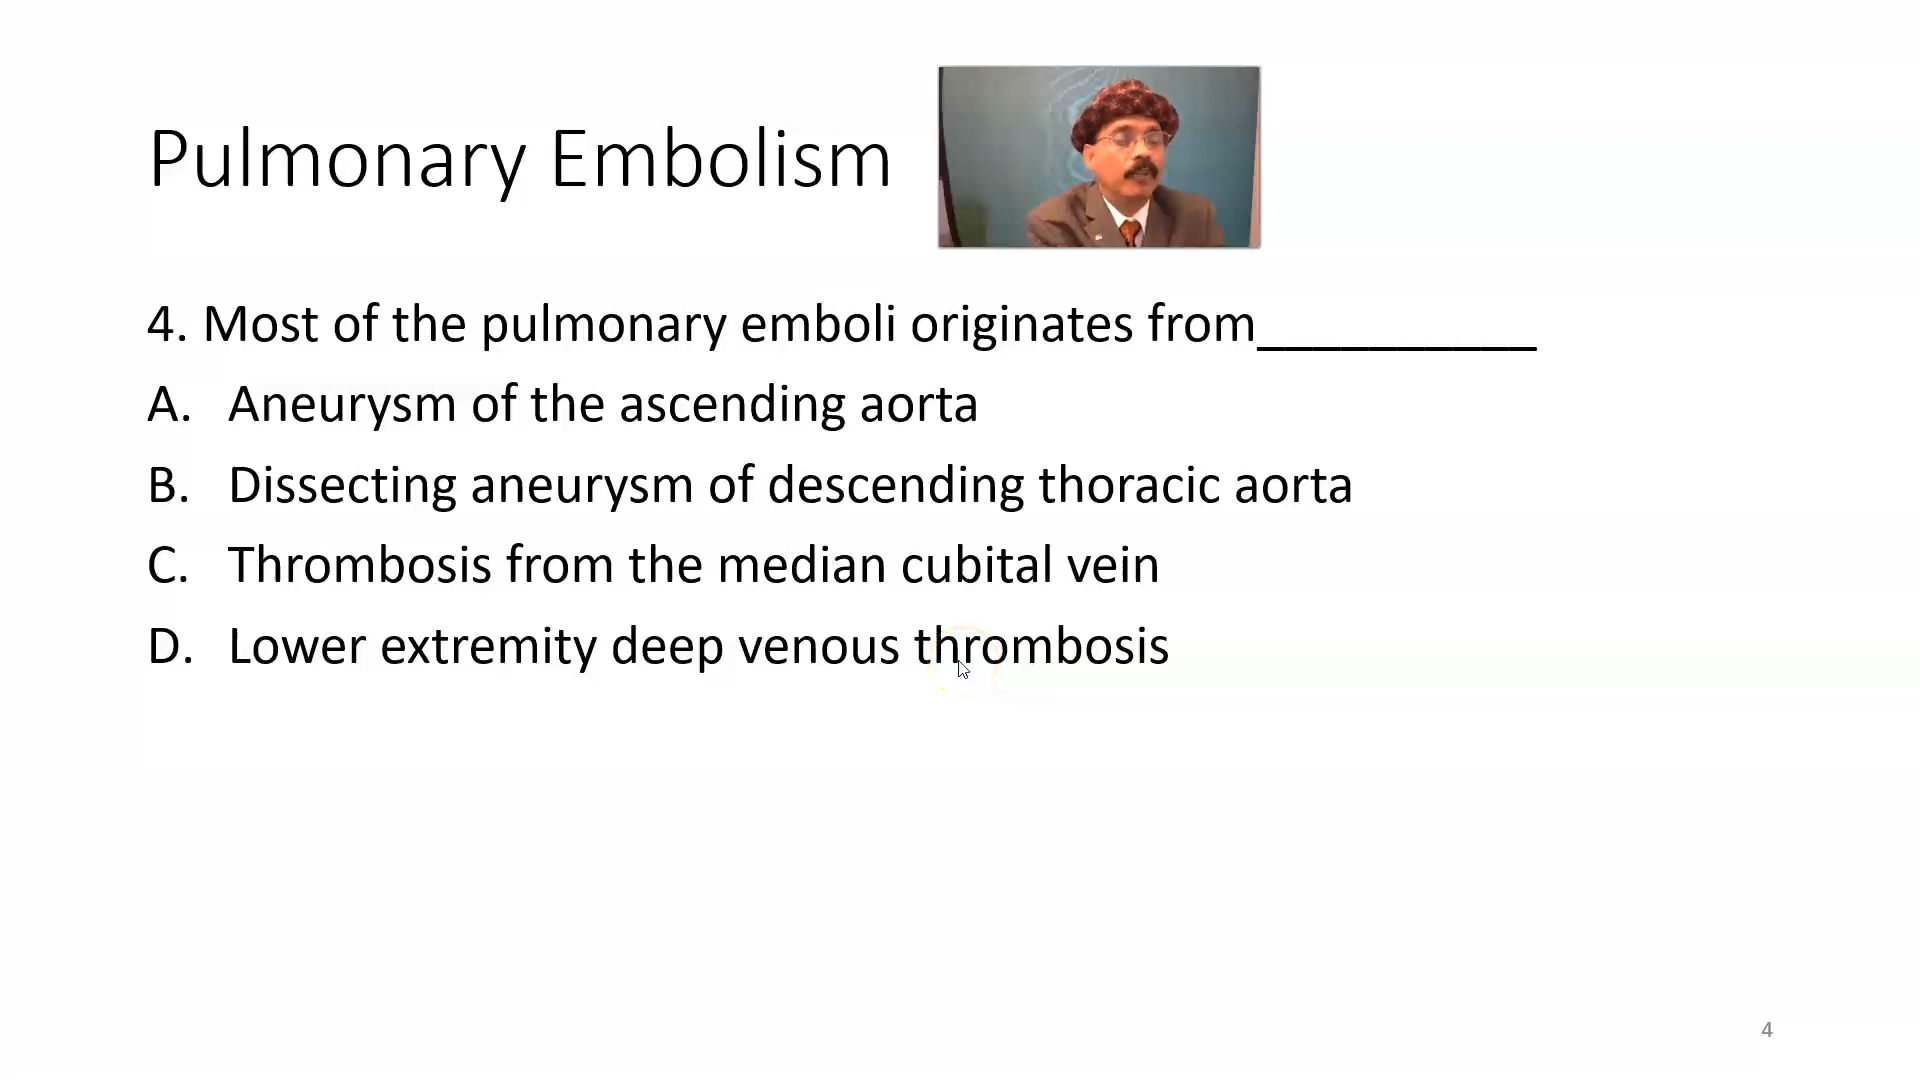 Pulmonary Embolism
4. Most of the pulmonary emboli originates from__________
A. Aneurysm of the ascending aorta
B. Dissecting aneurysm of descending thoracic aorta
C. Thrombosis from the median cubital vein
D. Lower extremity deep venous thrombosis
4